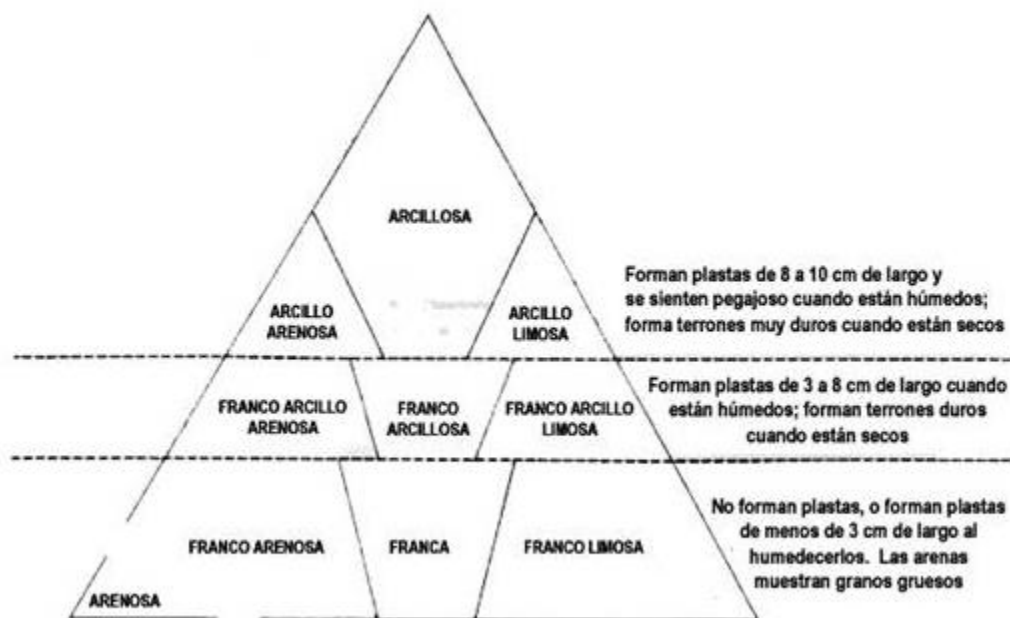 ARCILLOSA
Forman plastas de 8 a 10 cm de largo y
se sienten pegajoso cuando están húmedos;
forma terrones muy duros cuando están secos
ARCILLO
ARENOSA
ARCILLO
LIMOSA
Forman plastas de 3 a 8 cm de largo cuando
están húmedos; forman terrones duros
cuando están secos
FRANCO ARCILLO
ARENOSA
FRANCO
ARCILLOSA
FRANCO ARCILLO
LIMOSA
No forman plastas, o forman plastas
de menos de 3 cm de largo al
humedecerlos. Las arenas
muestran granos gruesos
FRANCO ARENOSA
FRANCA
FRANCO LIMOSA
ARENOSA